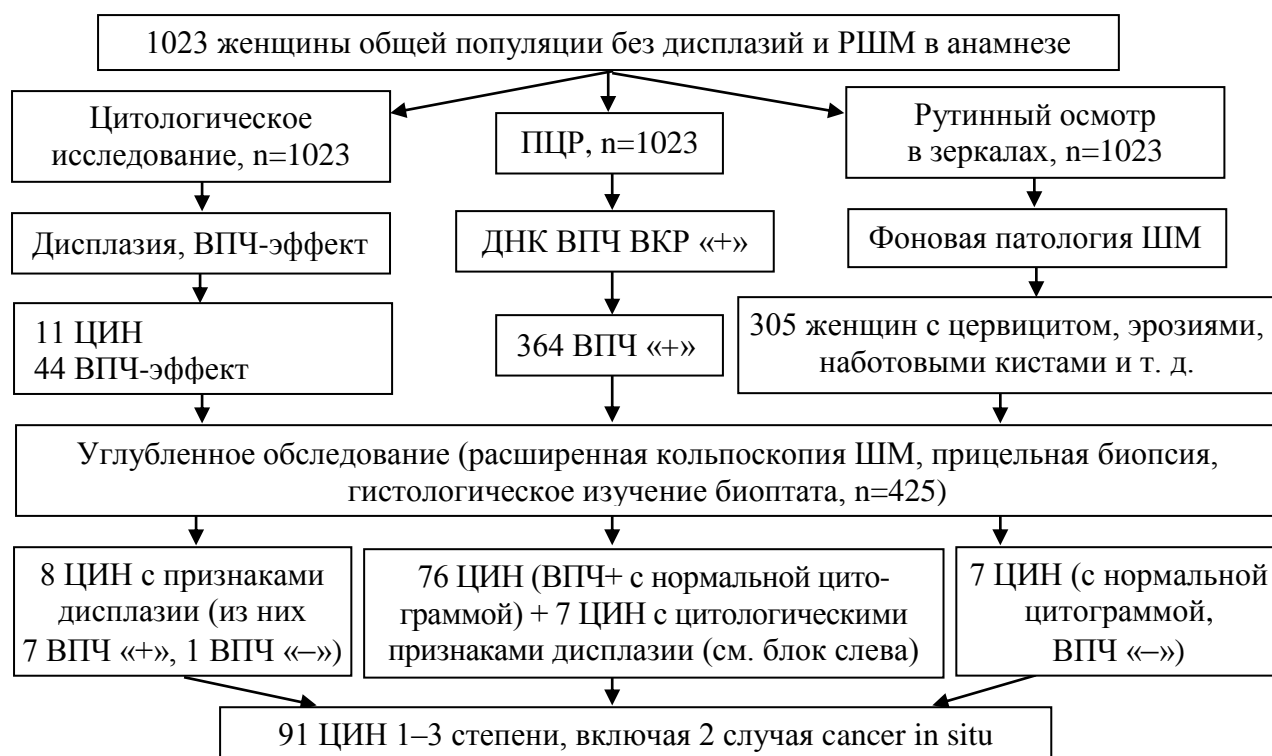 1023 женщины общей популяции без дисплазий и РШМ в анамнезе
Цитологическое
исследование, n=1023
ПЦР, n=1023
Рутинный осмотр
в зеркалах, n=1023
Дисплазия, ВПЧ-эффект
ДНК ВПЧ ВКР «+»
Фоновая патология ШМ
11 ЦИН
44 ВПЧ-эффект
364 ВПЧ «+»
305 женщин с цервицитом, эрозиями,
наботовыми кистами и т. д.
Углубленное обследование (расширенная кольпоскопия ШМ, прицельная биопсия,
гистологическое изучение биоптата, n=425)
8 ЦИН с признаками
дисплазии (из них
7 ВПЧ «+», 1 ВПЧ «–»)
76 ЦИН (ВПЧ+ с нормальной цито-
граммой) + 7 ЦИН с цитологическими
признаками дисплазии (см. блок слева)
7 ЦИН (с нормальной
цитограммой,
ВПЧ «–»)
91 ЦИН 1–3 степени, включая 2 случая cancer in situ